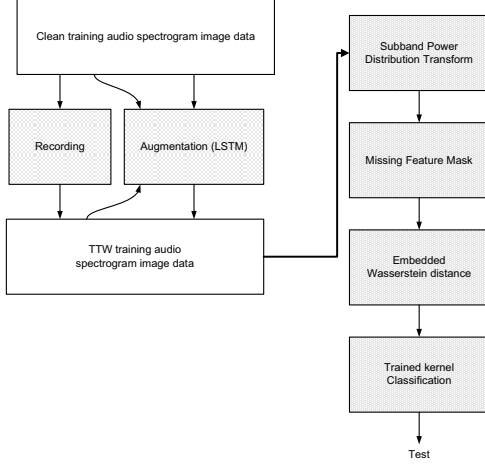 Clean training audio spectrogram image data
Recording
Augmentation (LSTM)
TTW training audio
spectrogram image data
Subband Power
Distribution Transform
Missing Feature Mask
Embedded
Wasserstein distance
Trained kernel
Classification
Test